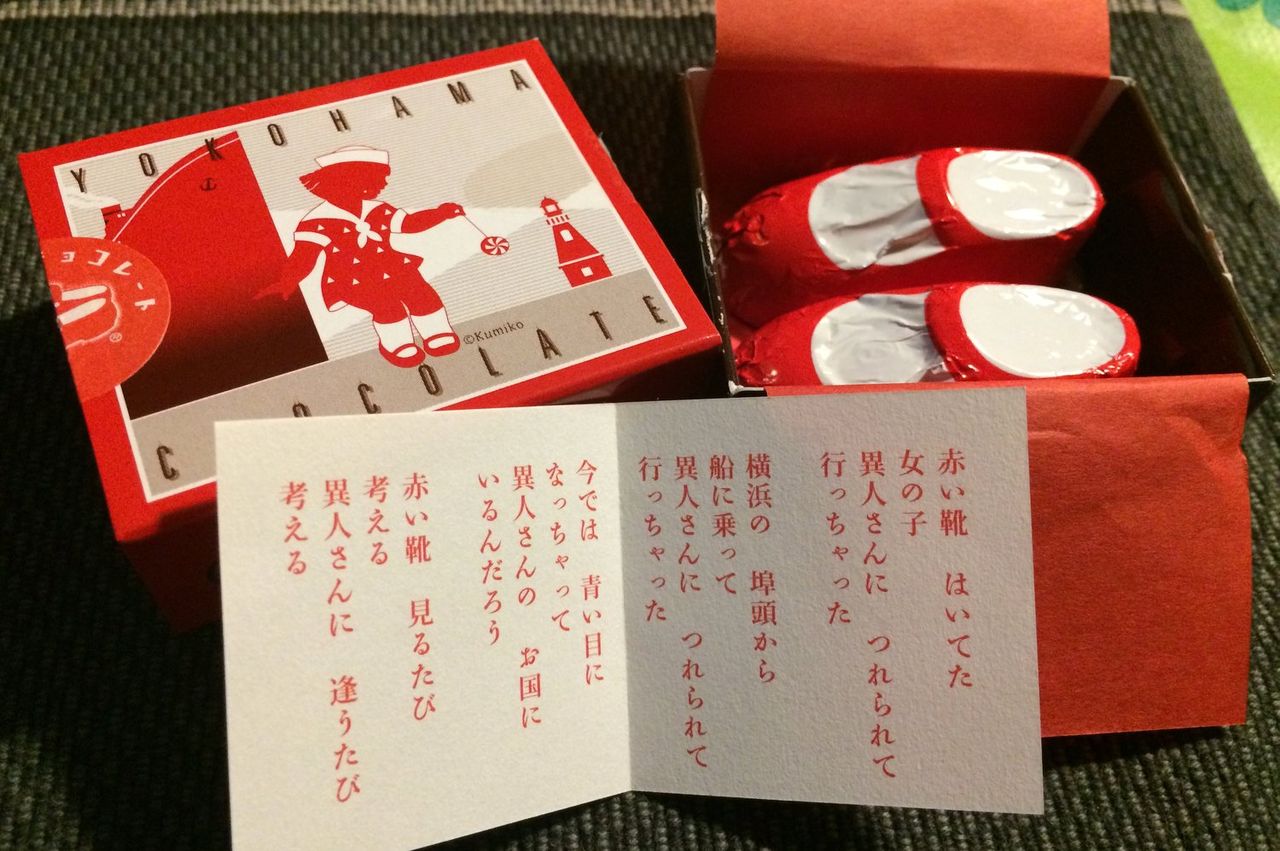 YOKOHAMA
CHOCOLATE
©Kumiko
®
赤い靴　はいてた
女の子
異人さんに　つれられて
行っちゃった
横浜の　埠頭から
船に乗って
異人さんに　つれられて
行っちゃった
今では　青い目に
なっちゃって
異人さんの　お国に
いるんだろう
赤い靴　見るたび
考える
異人さんに　逢うたび
考える